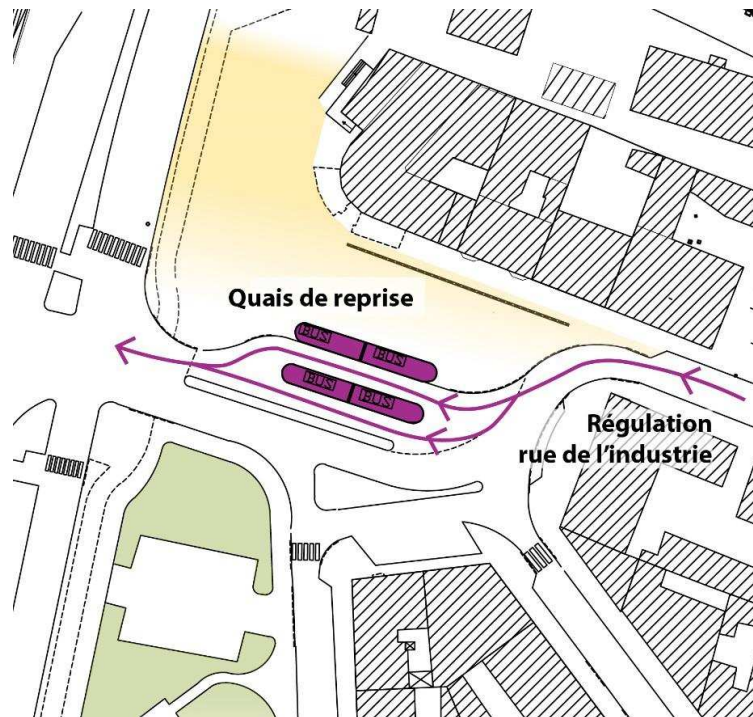 Quais de reprise
BUS BUS
BUS BUS
Régulation
rue de l'industrie